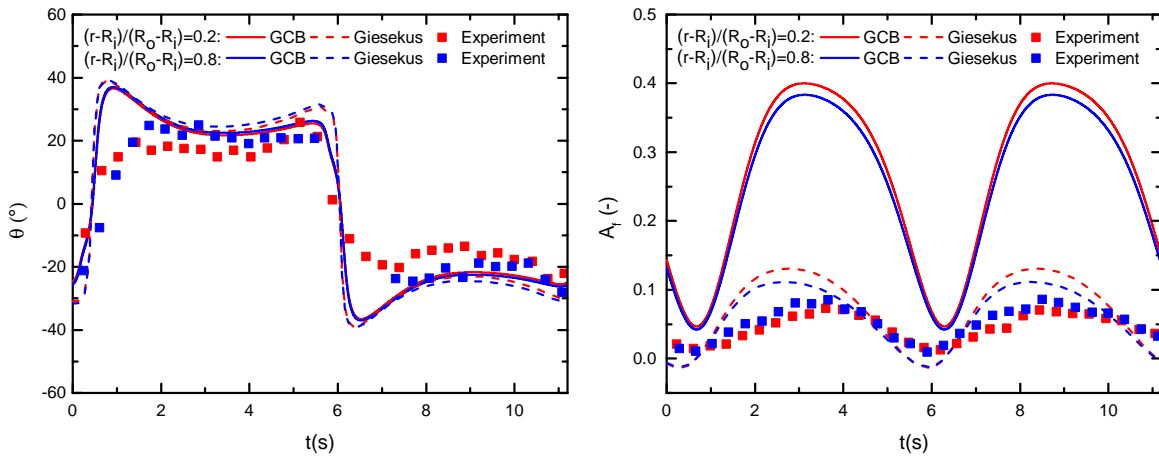 (r-Ri)/(Ro-Ri)=0.2: GCB Giesekus Experiment
(r-Ri)/(Ro-Ri)=0.8: GCB Giesekus Experiment
60
40
20
0
-20
-40
-60
θ (°)
0 2 4 6 8 10
t(s)
(r-Ri)/(Ro-Ri)=0.2: GCB Giesekus Experiment
(r-Ri)/(Ro-Ri)=0.8: GCB Giesekus Experiment
0.5
0.4
0.3
0.2
0.1
0.0
Af (-)
0 2 4 6 8 10
t(s)